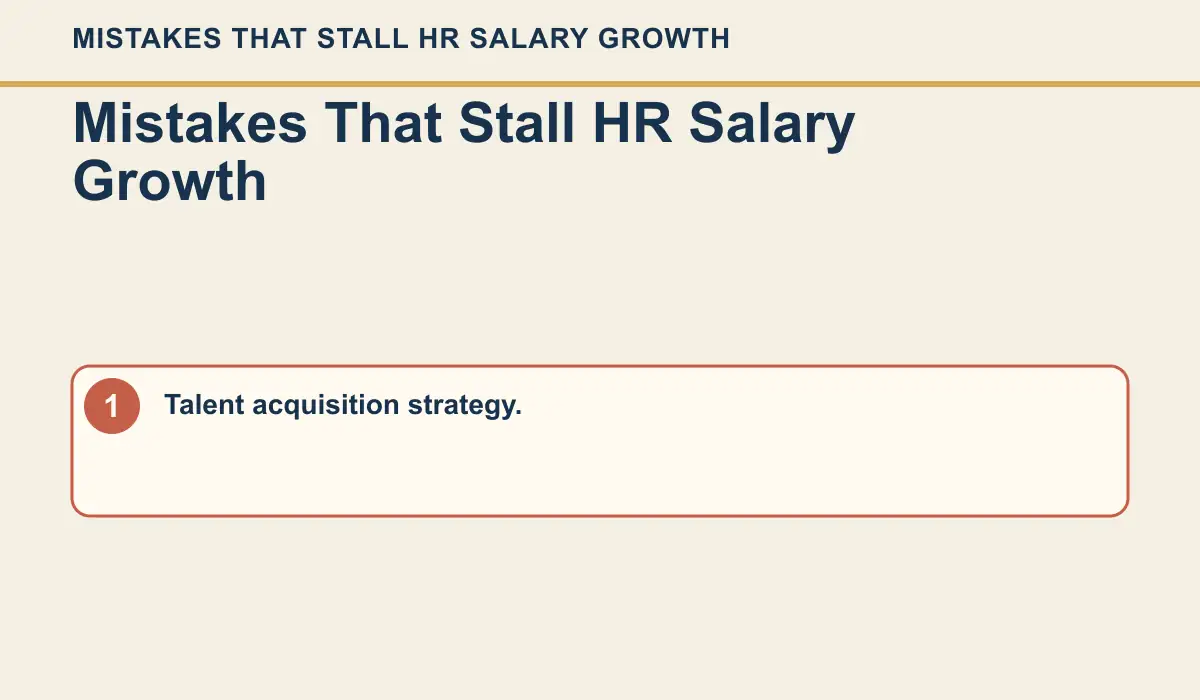 MISTAKES THAT STALL HR SALARY GROWTH
Mistakes That Stall HR Salary
Growth
1 Talent acquisition strategy.